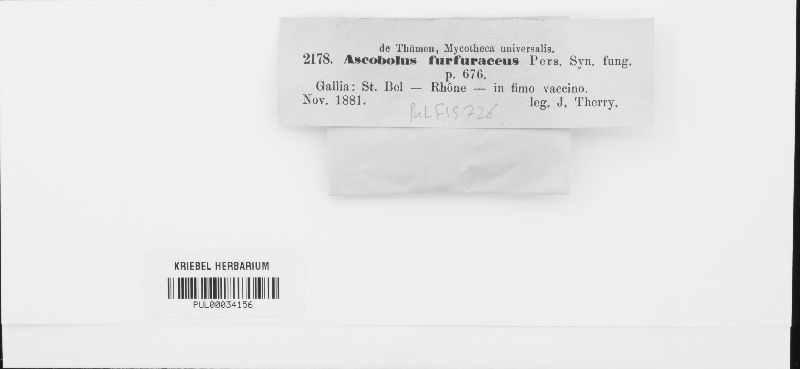 de Thümen, Mycotheca universalis.
2178. Ascobolus furfuraceus Pers. Syn. fung.
p. 676.
Gallia: St. Bel — Rhône — in fimo vaccino.
Nov. 1881. leg. J. Therry.
PUL F15726
KRIEBEL HERBARIUM
PUL00034156